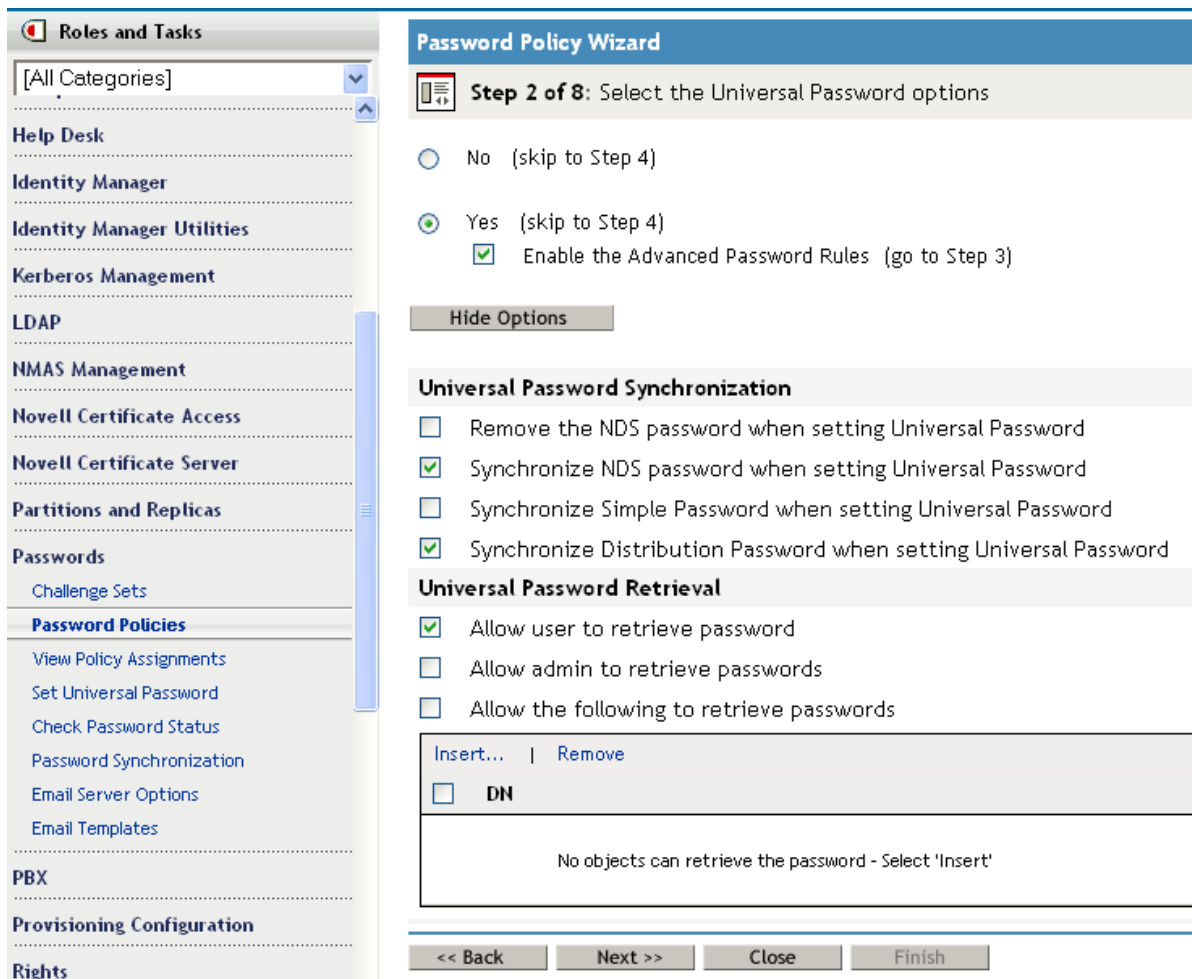 Roles and Tasks
[All Categories]
Help Desk
Identity Manager
Identity Manager Utilities
Kerberos Management
LDAP
NMAS Management
Novell Certificate Access
Novell Certificate Server
Partitions and Replicas
Passwords
Challenge Sets
Password Policies
View Policy Assignments
Set Universal Password
Check Password Status
Password Synchronization
Email Server Options
Email Templates
PBX
Provisioning Configuration
Rights
Password Policy Wizard
Step 2 of 8: Select the Universal Password options
No (skip to Step 4)
Yes (skip to Step 4)
Enable the Advanced Password Rules (go to Step 3)
Hide Options
Universal Password Synchronization
Remove the NDS password when setting Universal Password
Synchronize NDS password when setting Universal Password
Synchronize Simple Password when setting Universal Password
Synchronize Distribution Password when setting Universal Password
Universal Password Retrieval
Allow user to retrieve password
Allow admin to retrieve passwords
Allow the following to retrieve passwords
Insert... | Remove
DN
No objects can retrieve the password - Select 'Insert'
<< Back Next >> Close Finish